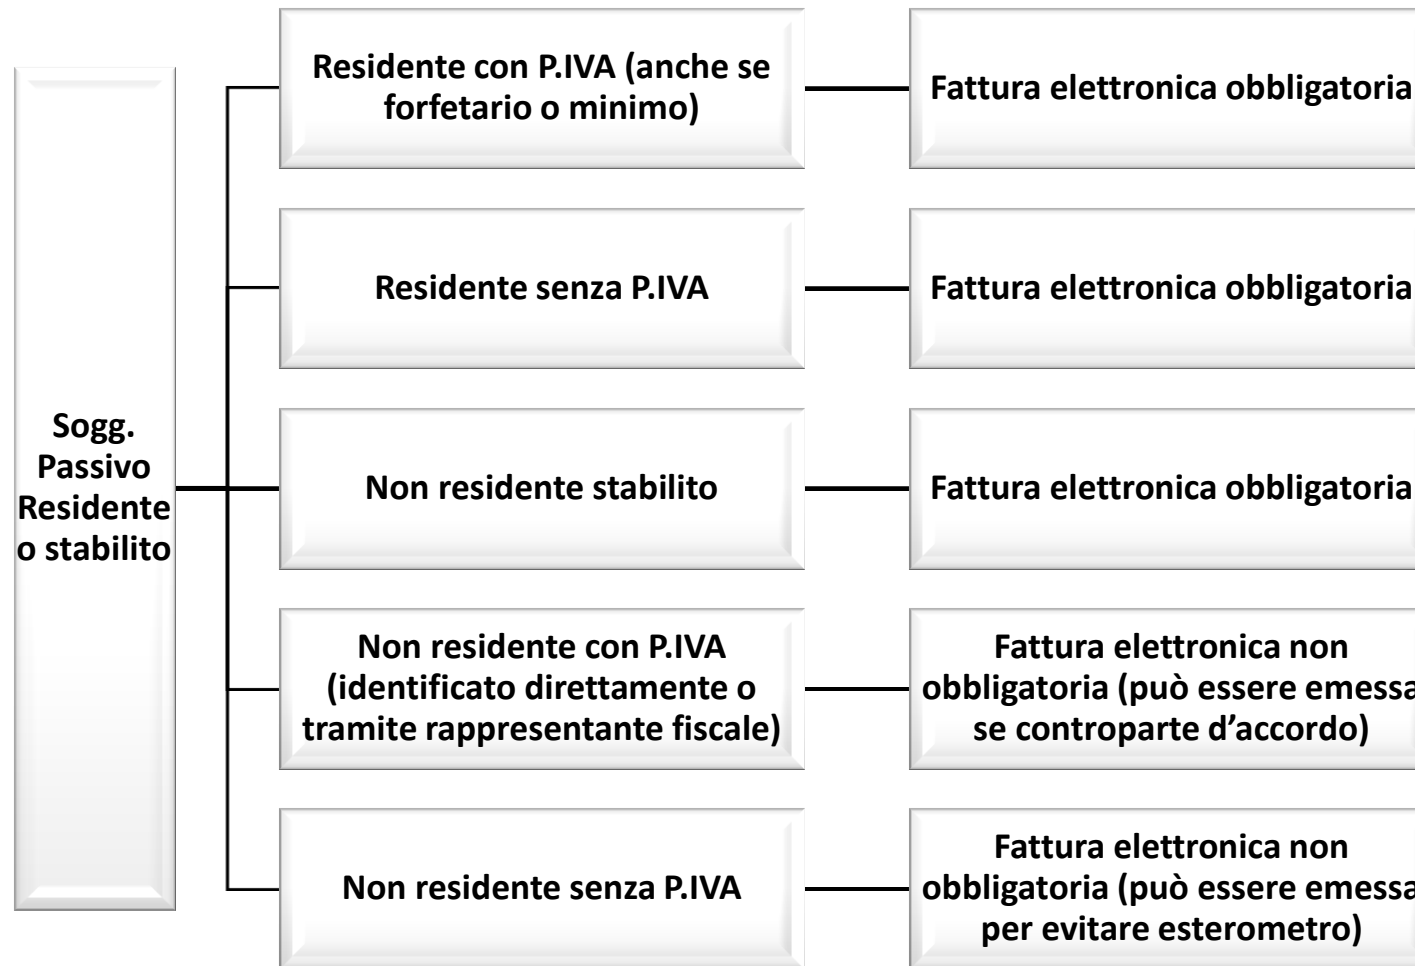 Sogg.
Passivo
Residente
o stabilito
Residente con P.IVA (anche se
forfetario o minimo)
Fattura elettronica obbligatoria
Residente senza P.IVA
Fattura elettronica obbligatoria
Non residente stabilito
Fattura elettronica obbligatoria
Non residente con P.IVA
(identificato direttamente o
tramite rappresentante fiscale)
Fattura elettronica non
obbligatoria (può essere emessa
se controparte d’accordo)
Non residente senza P.IVA
Fattura elettronica non
obbligatoria (può essere emessa
per evitare esterometro)